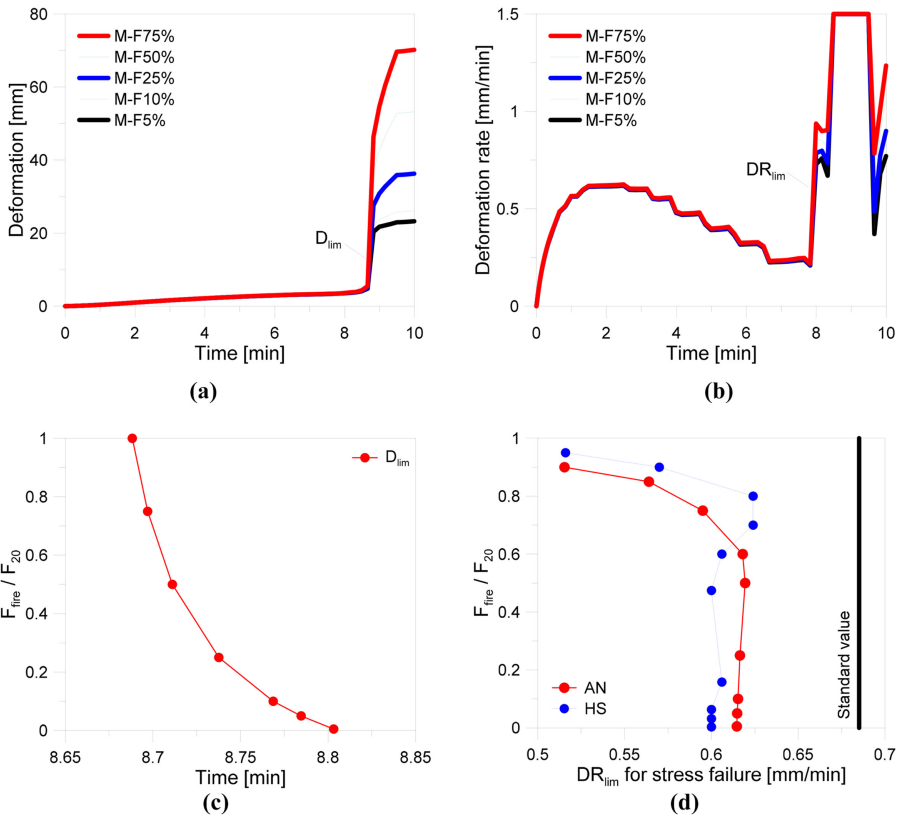 80
60
40
20
0
Deformation [mm]
M-F75%
M-F50%
M-F25%
M-F10%
M-F5%
D_lim
0 2 4 6 8 10
Time [min]
(a)
1.5
1
0.5
0
Deformation rate [mm/min]
M-F75%
M-F50%
M-F25%
M-F10%
M-F5%
DR_lim
0 2 4 6 8 10
Time [min]
(b)
1
0.8
0.6
0.4
0.2
0
F_fire / F_20
D_lim
8.65 8.7 8.75 8.8 8.85
Time [min]
(c)
1
0.8
0.6
0.4
0.2
0
F_fire / F_20
AN
HS
Standard value
0.5 0.55 0.6 0.65 0.7
DR_lim for stress failure [mm/min]
(d)